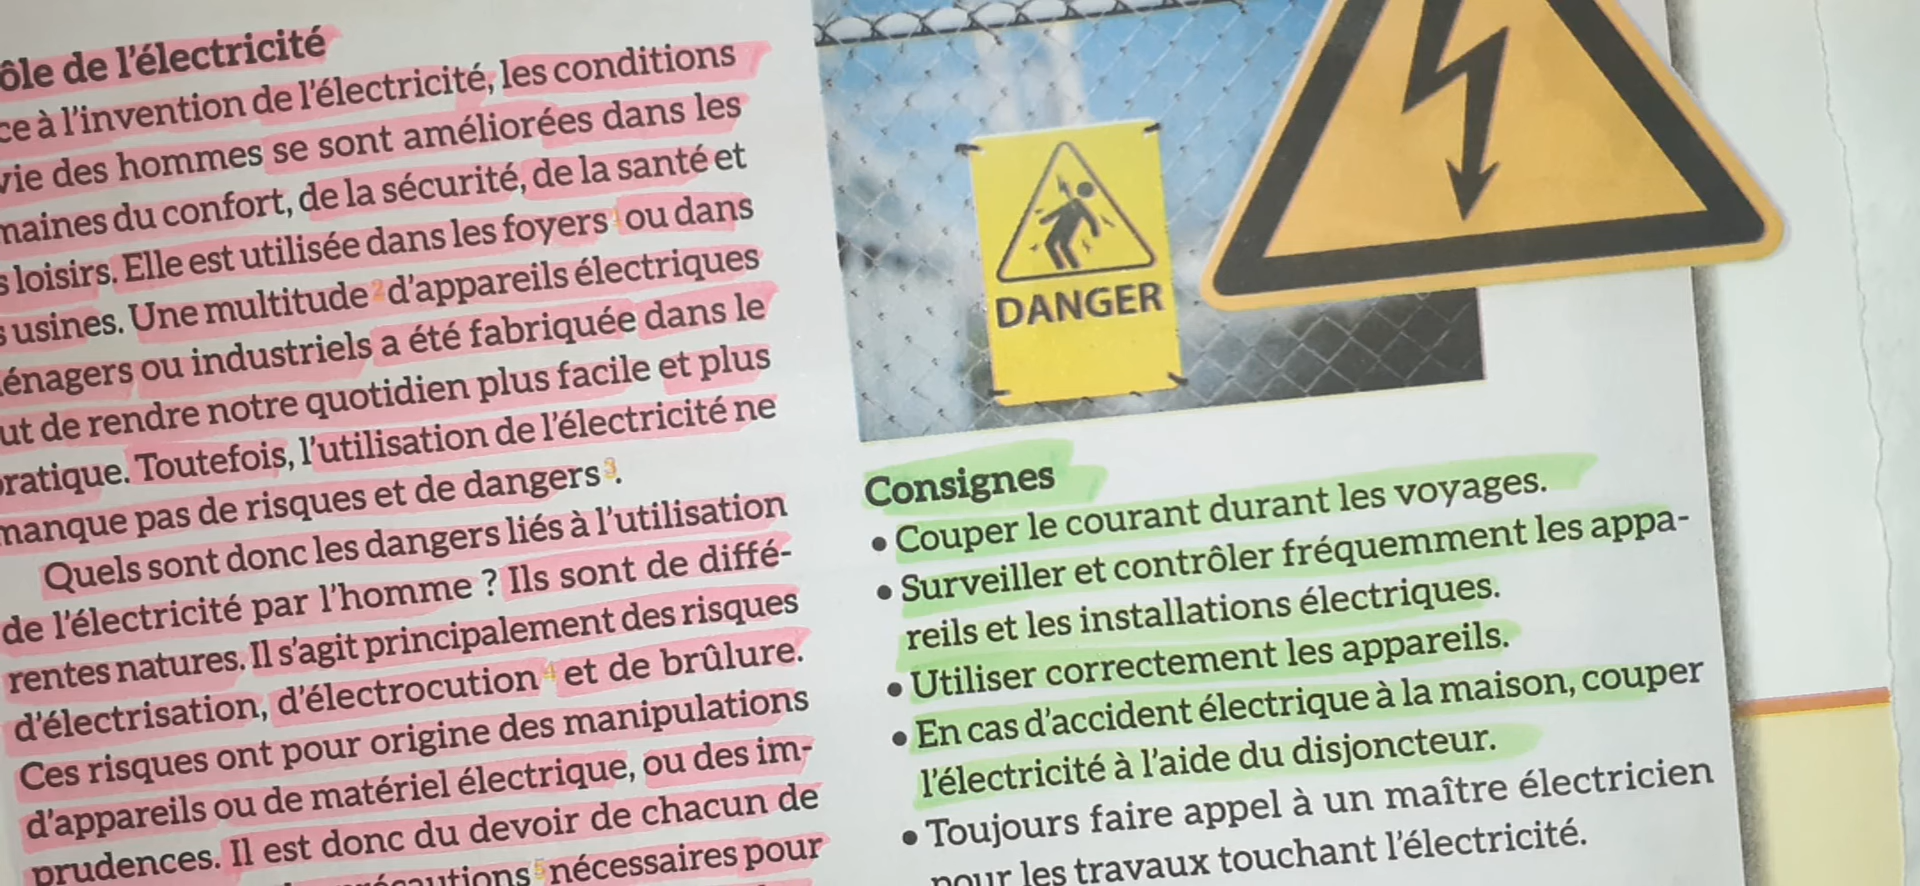 ôle de l'électricité
ce à l'invention de l'électricité, les conditions
vie des hommes se sont améliorées dans les
maines du confort, de la sécurité, de la santé et
s loisirs. Elle est utilisée dans les foyers¹ ou dans
s usines. Une multitude² d'appareils électriques
énagers ou industriels a été fabriquée dans le
ut de rendre notre quotidien plus facile et plus
ratique. Toutefois, l'utilisation de l'électricité ne
manque pas de risques et de dangers³.
Quels sont donc les dangers liés à l'utilisation
de l'électricité par l'homme ? Ils sont de diffé-
rentes natures. Il s'agit principalement des risques
d'électrisation, d'électrocution⁴ et de brûlure.
Ces risques ont pour origine des manipulations
d'appareils ou de matériel électrique, ou des im-
prudences. Il est donc du devoir de chacun de
écautions⁵ nécessaires pour
DANGER
Consignes
• Couper le courant durant les voyages.
• Surveiller et contrôler fréquemment les appa-
reils et les installations électriques.
• Utiliser correctement les appareils.
• En cas d'accident électrique à la maison, couper
l'électricité à l'aide du disjoncteur.
• Toujours faire appel à un maître électricien
pour les travaux touchant l'électricité.